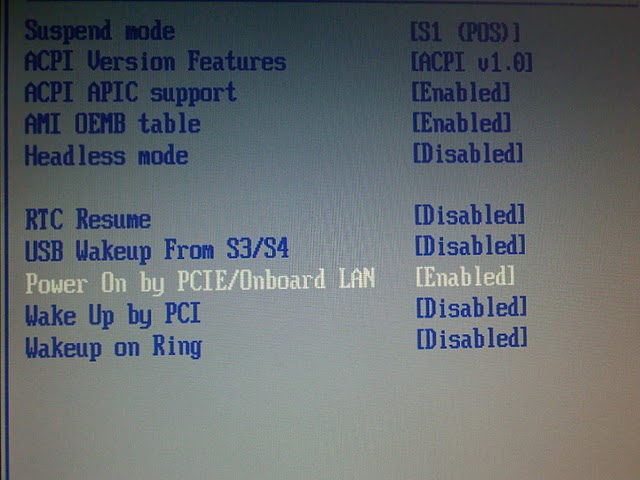 Suspend mode [S1 (POS)]
ACPI Version Features [ACPI v1.0]
ACPI APIC support [Enabled]
AMI OEMB table [Enabled]
Headless mode [Disabled]
RTC Resume [Disabled]
USB Wakeup From S3/S4 [Disabled]
Power On by PCIE/Onboard LAN [Enabled]
Wake Up by PCI [Disabled]
Wakeup on Ring [Disabled]